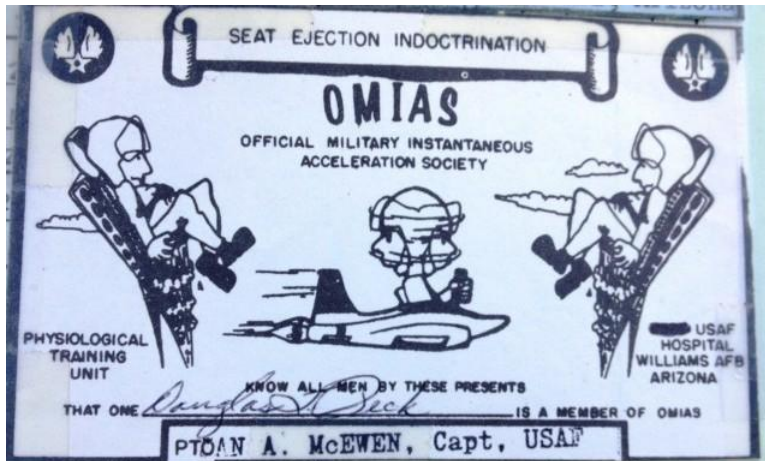 SEAT EJECTION INDOCTRINATION
OMIAS
OFFICIAL MILITARY INSTANTANEOUS
ACCELERATION SOCIETY
PHYSIOLOGICAL
TRAINING
UNIT
USAF
HOSPITAL
WILLIAMS AFB
ARIZONA
KNOW ALL MEN BY THESE PRESENTS
THAT ONE Douglas Beck IS A MEMBER OF OMIAS
PTDAN A. McEWEN, Capt, USAF